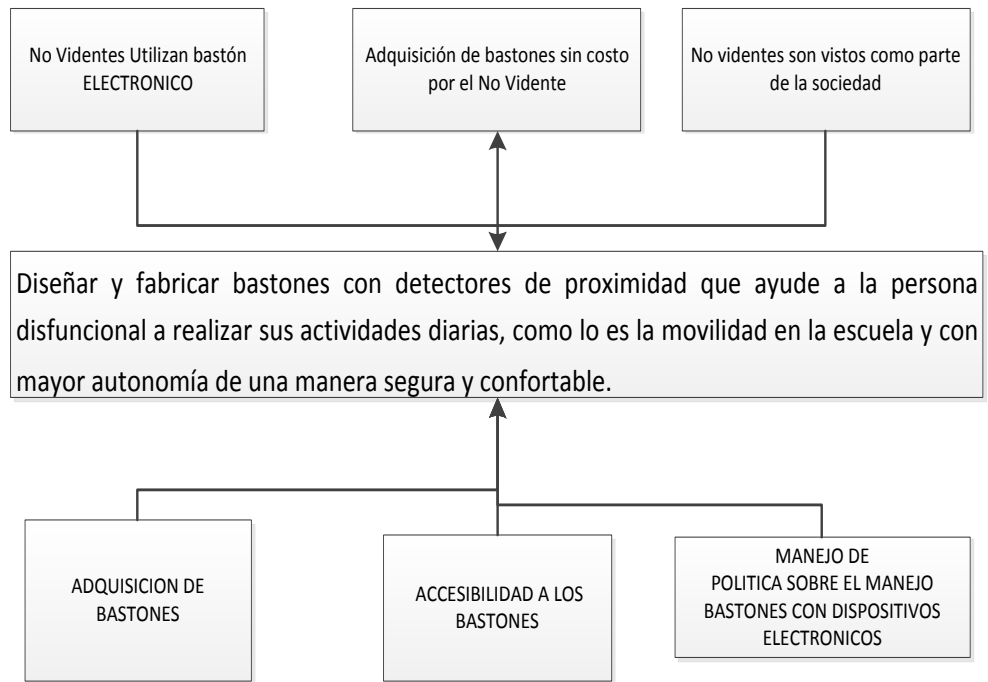 No Videntes Utilizan bastón
ELECTRONICO
Adquisición de bastones sin costo
por el No Vidente
No videntes son vistos como parte
de la sociedad
Diseñar y fabricar bastones con detectores de proximidad que ayude a la persona
disfuncional a realizar sus actividades diarias, como lo es la movilidad en la escuela y con
mayor autonomía de una manera segura y confortable.
ADQUISICION DE
BASTONES
ACCESIBILIDAD A LOS
BASTONES
MANEJO DE
POLITICA SOBRE EL MANEJO
BASTONES CON DISPOSITIVOS
ELECTRONICOS